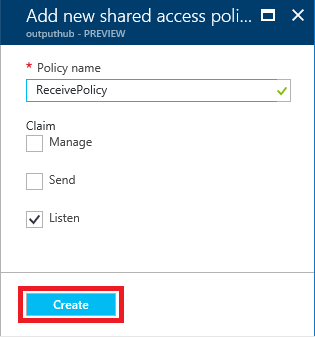 Add new shared access poli...
outputhub - PREVIEW
* Policy name
ReceivePolicy
Claim
Manage
Send
Listen
Create